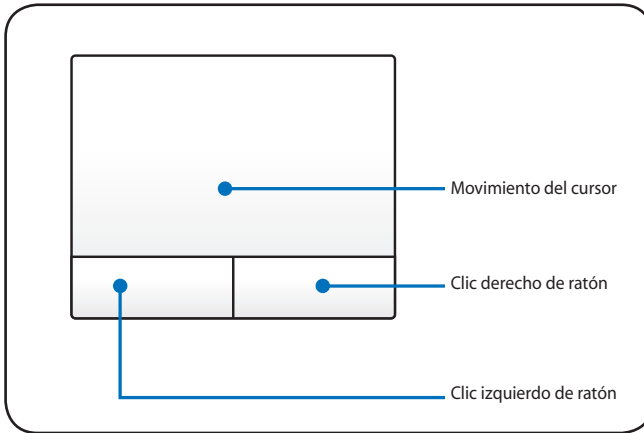 Movimiento del cursor
Clic derecho de ratón
Clic izquierdo de ratón